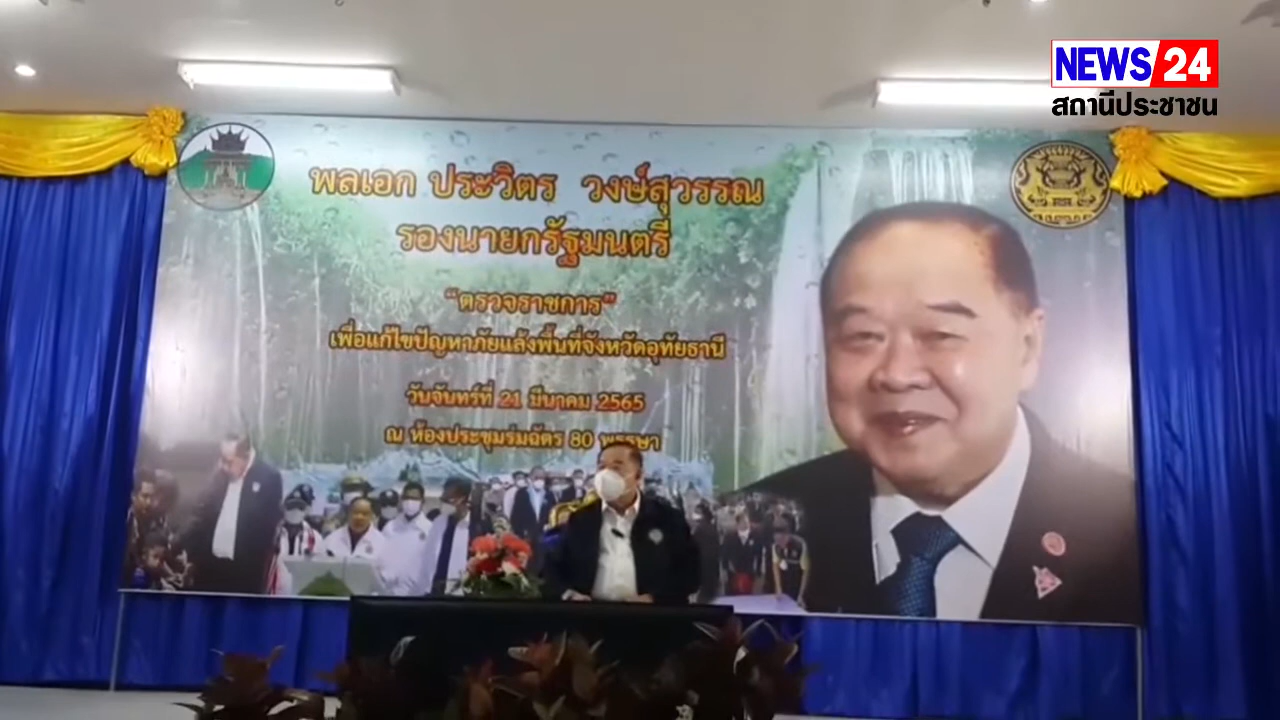 NEWS 24
สถานีประชาชน
พลเอก ประวิตร วงษ์สุวรรณ
รองนายกรัฐมนตรี
"ตรวจราชการ"
เพื่อแก้ไขปัญหาภัยแล้งพื้นที่จังหวัดอุทัยธานี
วันจันทร์ที่ 21 มีนาคม 2565
ณ ห้องประชุมร่มฉัตร 80 พรรษา